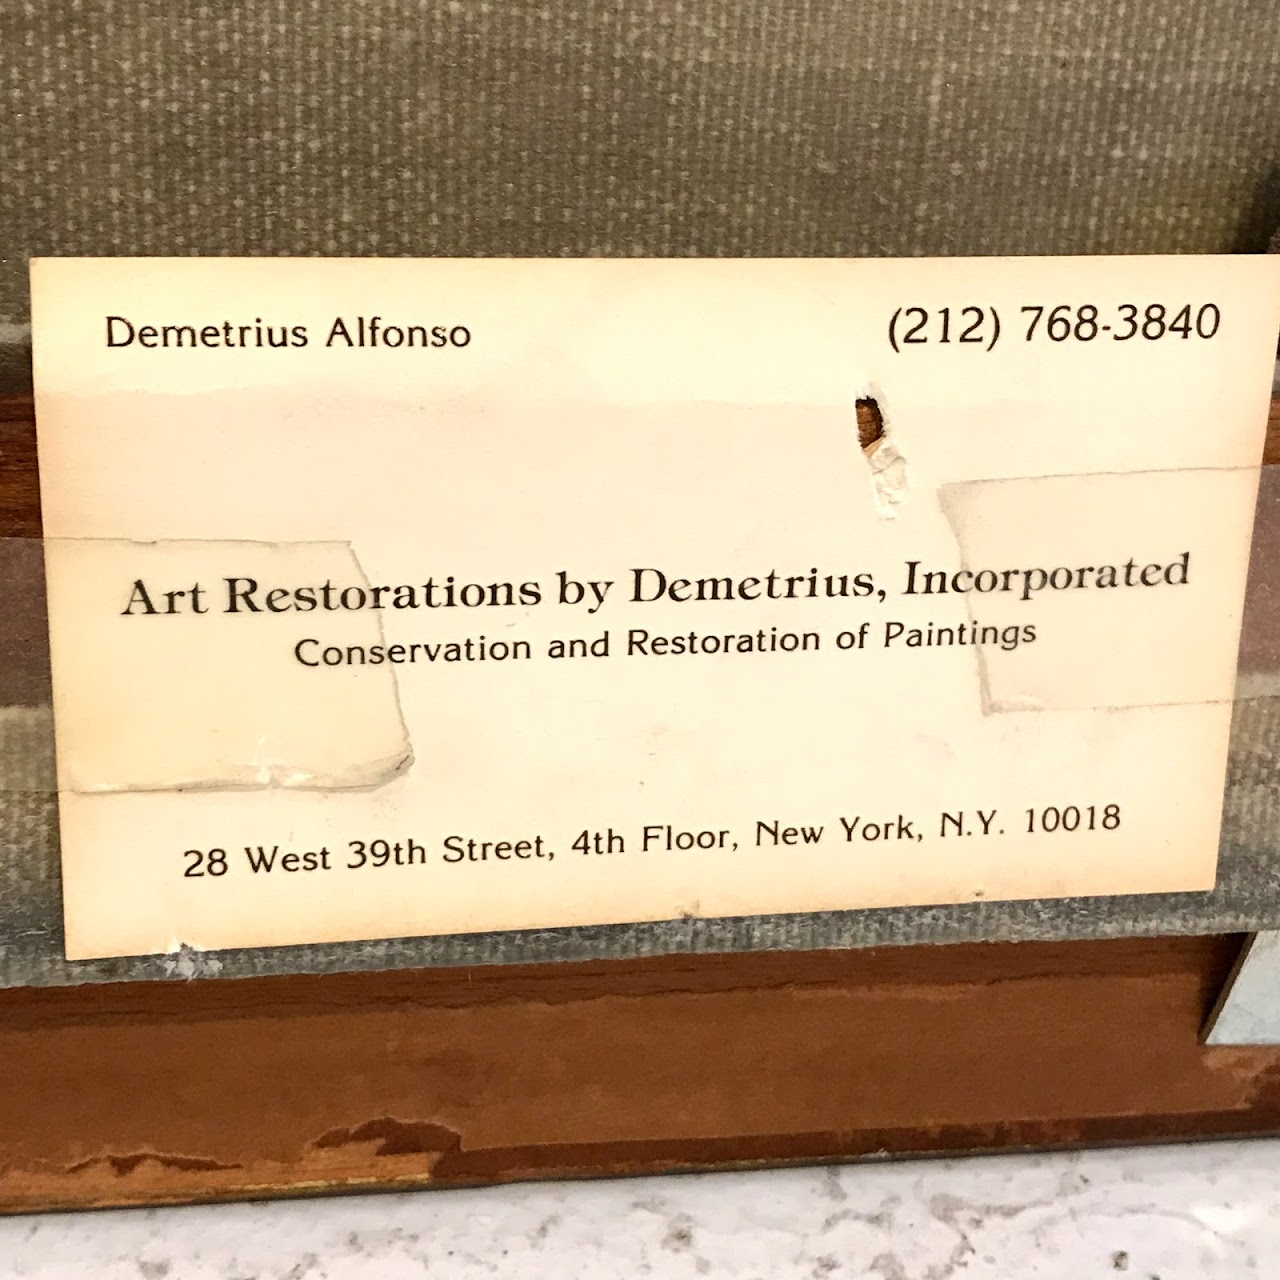 Demetrius Alfonso (212) 768-3840
Art Restorations by Demetrius, Incorporated
Conservation and Restoration of Paintings
28 West 39th Street, 4th Floor, New York, N.Y. 10018